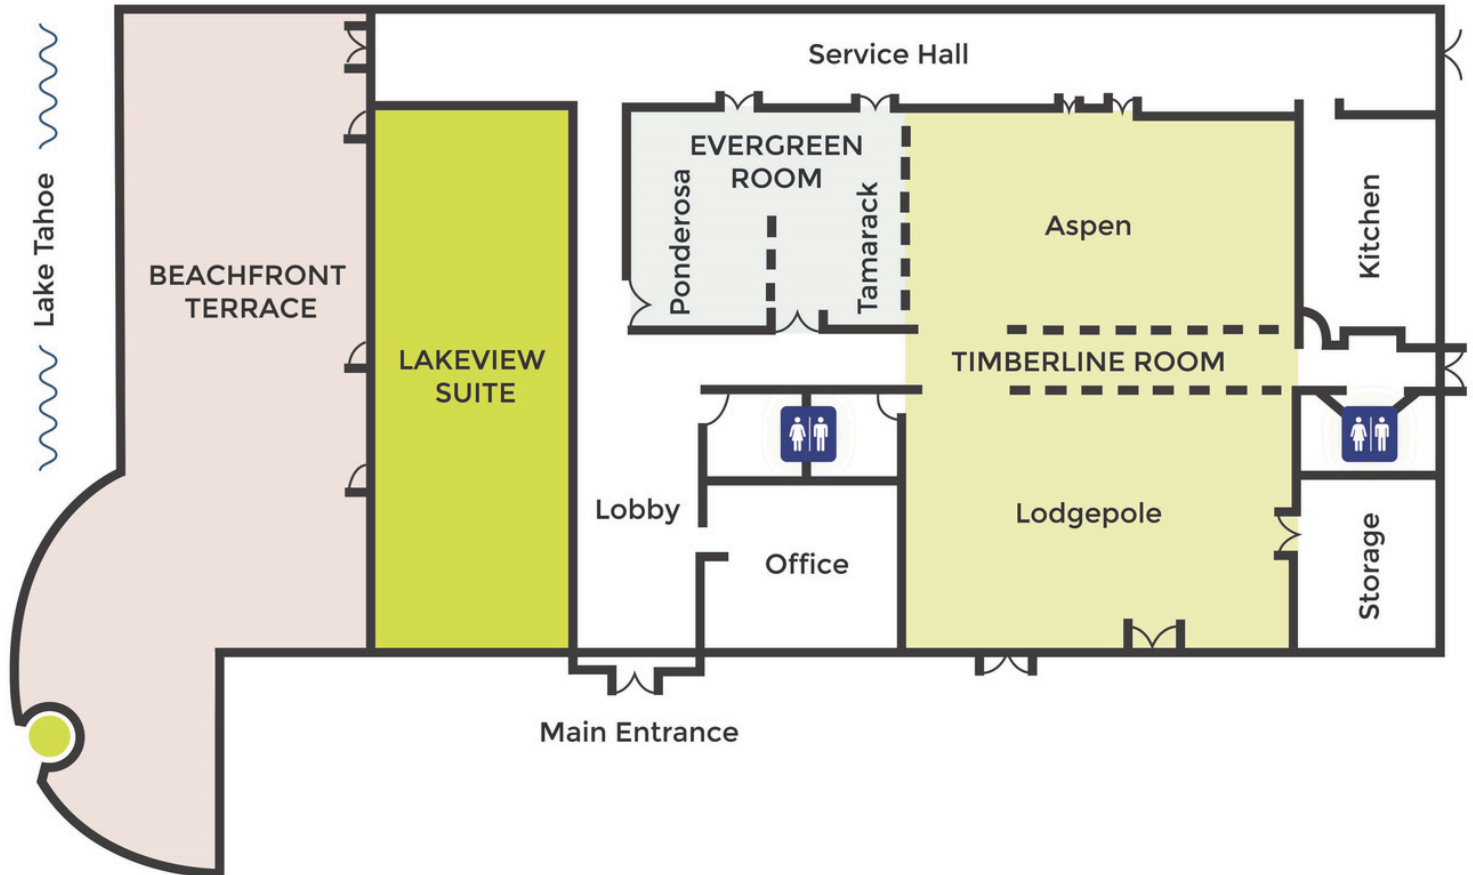 Service Hall
Lake Tahoe
BEACHFRONT
TERRACE
LAKEVIEW
SUITE
EVERGREEN
ROOM
Ponderosa
Tamarack
Aspen
Kitchen
TIMBERLINE ROOM
Lobby
Office
Lodgepole
Storage
Main Entrance